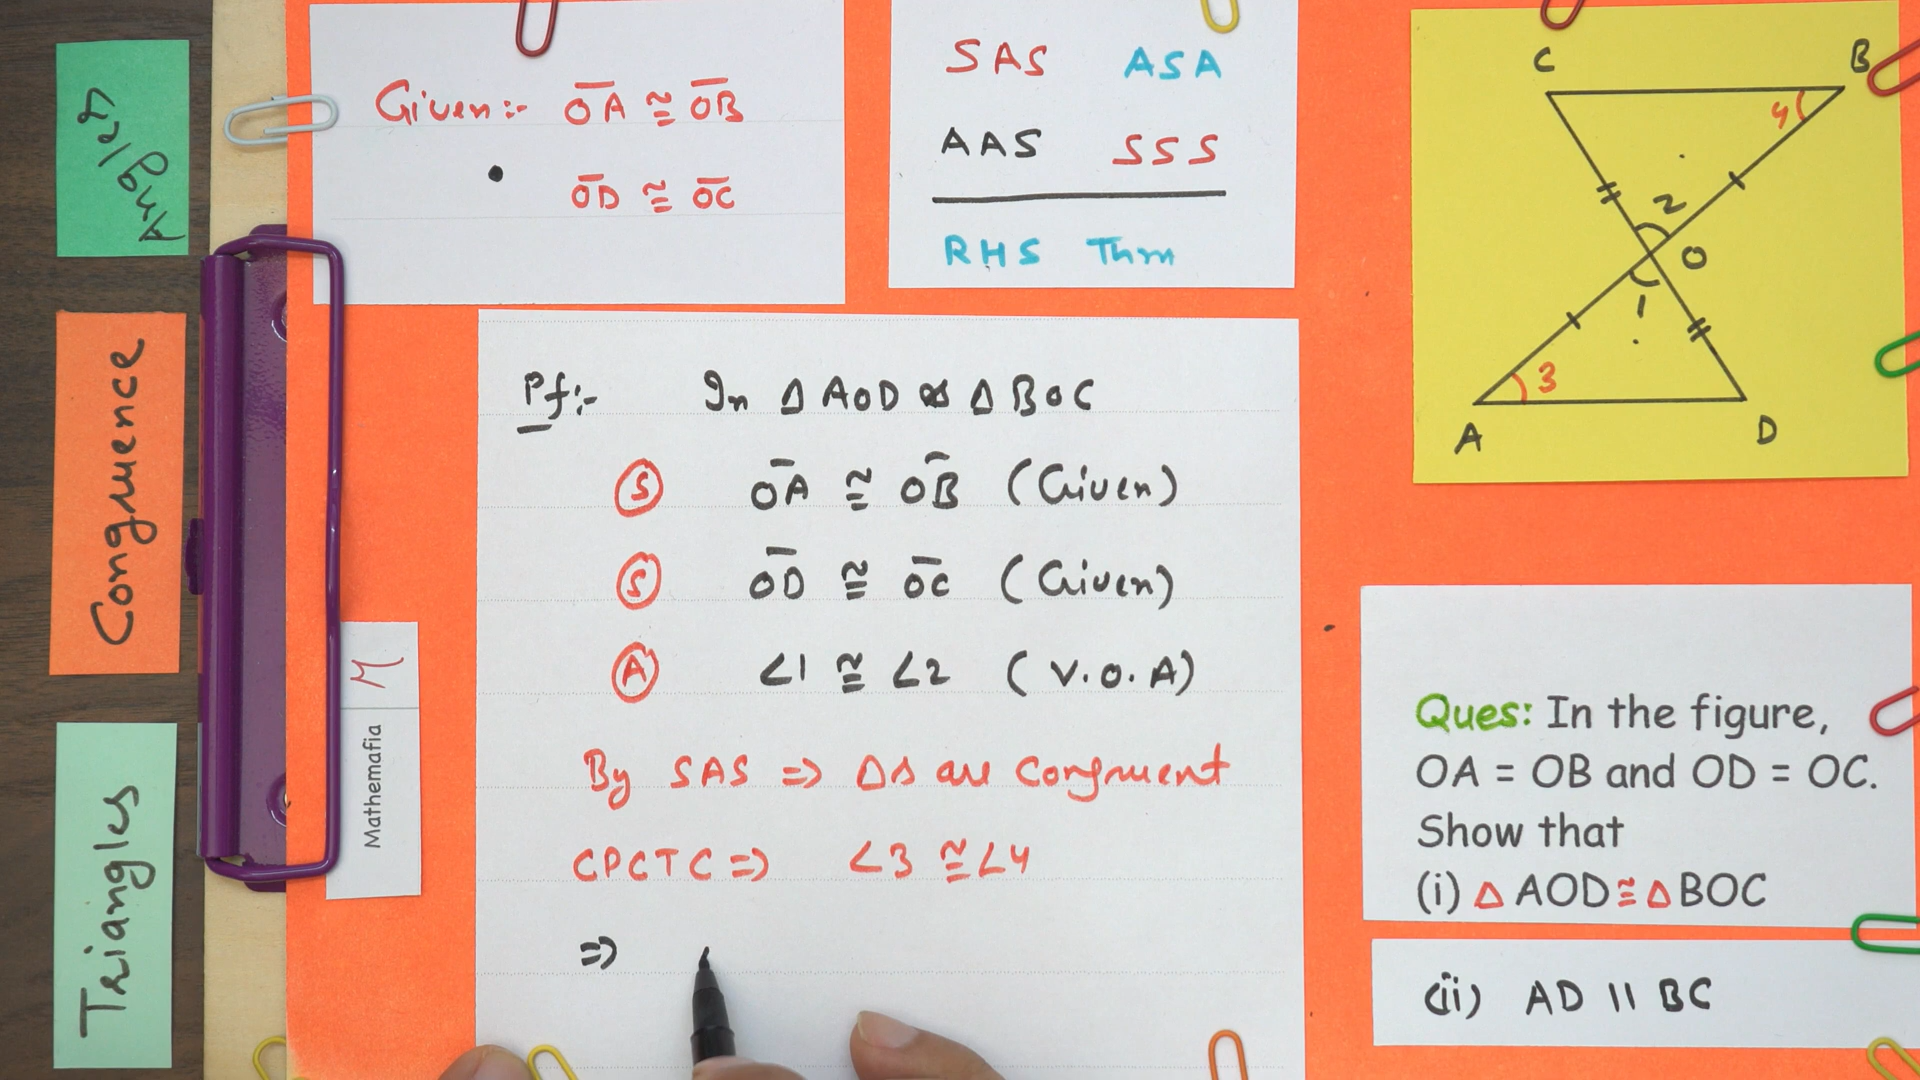 Angles
Congruence
Triangles
Given:- OA ≅ OB
OD ≅ OC
SAS ASA
AAS SSS
RHS Thm
C B
4
2
O
1
3
A D
Pf:- In Δ AOD & Δ BOC
S OA ≅ OB (Given)
S OD ≅ OC (Given)
A ∠1 ≅ ∠2 (V.O.A)
By SAS ⇒ Δs are congruent
CPCTC ⇒ ∠3 ≅ ∠4
⇒
M
Mathemafia
Ques: In the figure,
OA = OB and OD = OC.
Show that
(i) Δ AOD ≅ Δ BOC
(ii) AD || BC